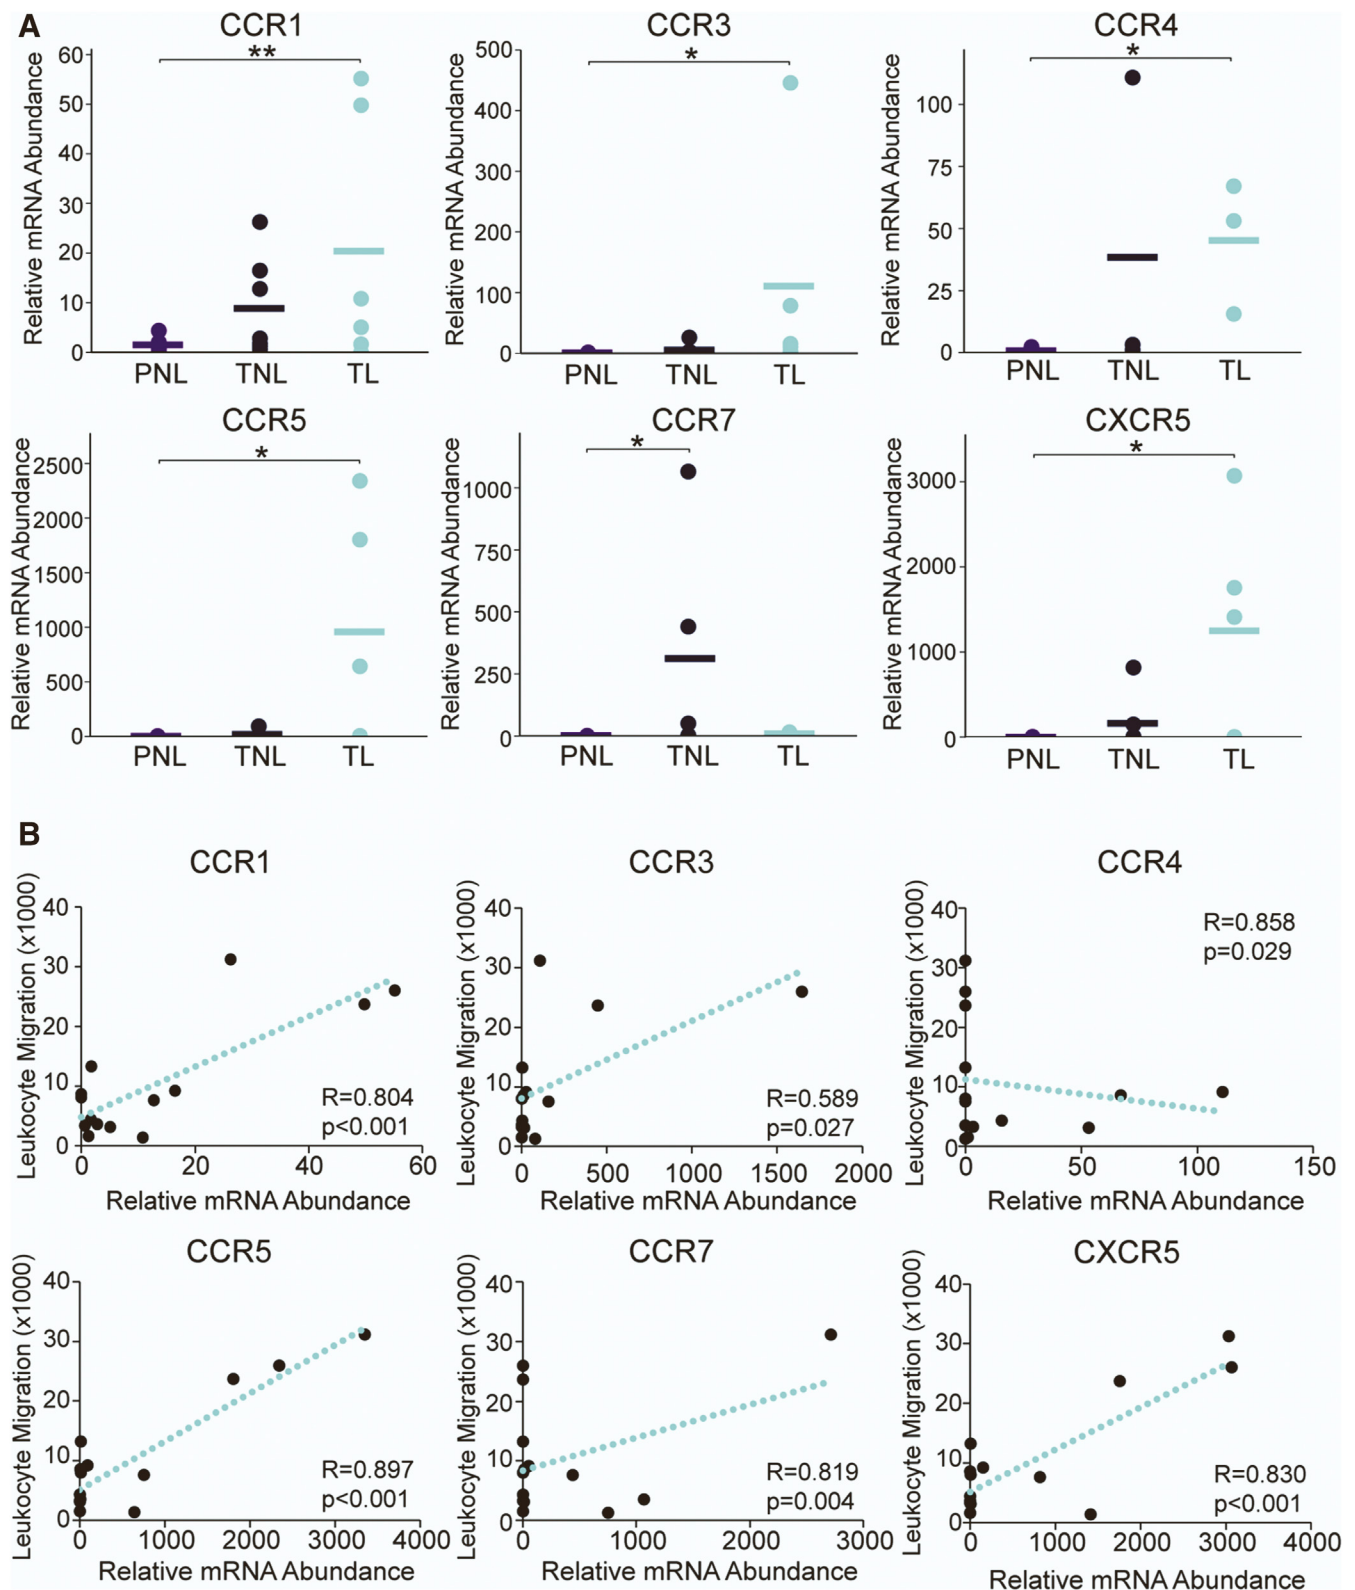 A
CCR1
CCR3
CCR4
Relative mRNA Abundance
60
50
40
30
20
10
0
**
PNL TNL TL
Relative mRNA Abundance
500
400
300
200
100
0
*
PNL TNL TL
Relative mRNA Abundance
100
75
50
25
0
*
PNL TNL TL
CCR5
CCR7
CXCR5
Relative mRNA Abundance
2500
2000
1500
1000
500
0
*
PNL TNL TL
Relative mRNA Abundance
1000
750
500
250
0
*
PNL TNL TL
Relative mRNA Abundance
3000
2000
1000
0
*
PNL TNL TL
B
CCR1
CCR3
CCR4
Leukocyte Migration (x1000)
40
30
20
10
0
R=0.804
p<0.001
0 20 40 60
Relative mRNA Abundance
Leukocyte Migration (x1000)
40
30
20
10
0
R=0.589
p=0.027
0 500 1000 1500 2000
Relative mRNA Abundance
Leukocyte Migration (x1000)
40
30
20
10
0
R=0.858
p=0.029
0 50 100 150
Relative mRNA Abundance
CCR5
CCR7
CXCR5
Leukocyte Migration (x1000)
40
30
20
10
0
R=0.897
p<0.001
0 1000 2000 3000 4000
Relative mRNA Abundance
Leukocyte Migration (x1000)
40
30
20
10
0
R=0.819
p=0.004
0 1000 2000 3000
Relative mRNA Abundance
Leukocyte Migration (x1000)
40
30
20
10
0
R=0.830
p<0.001
0 1000 2000 3000 4000
Relative mRNA Abundance